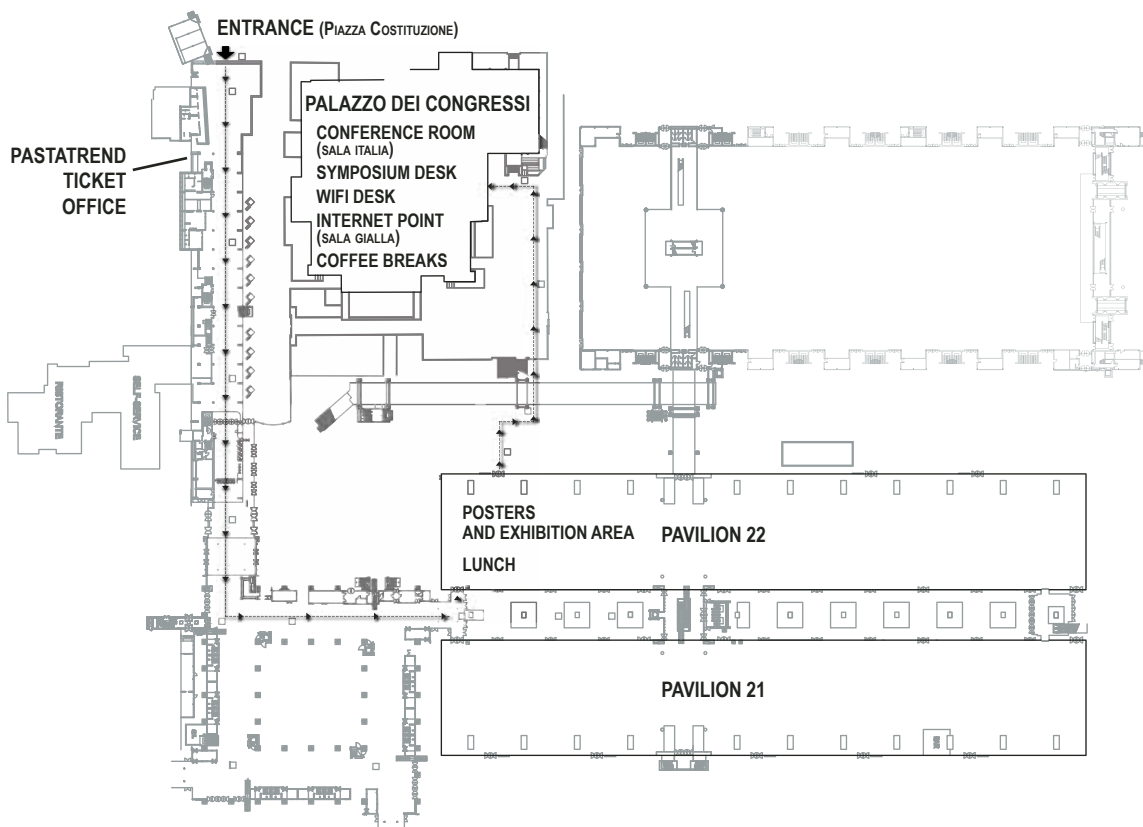 ENTRANCE (PIAZZA COSTITUZIONE)
PALAZZO DEI CONGRESSI
CONFERENCE ROOM
(SALA ITALIA)
SYMPOSIUM DESK
WIFI DESK
INTERNET POINT
(SALA GIALLA)
COFFEE BREAKS
PASTATREND
TICKET
OFFICE
RISTORANTE
SELF-SERVICE
POSTERS
AND EXHIBITION AREA
LUNCH
PAVILION 22
PAVILION 21
BAR